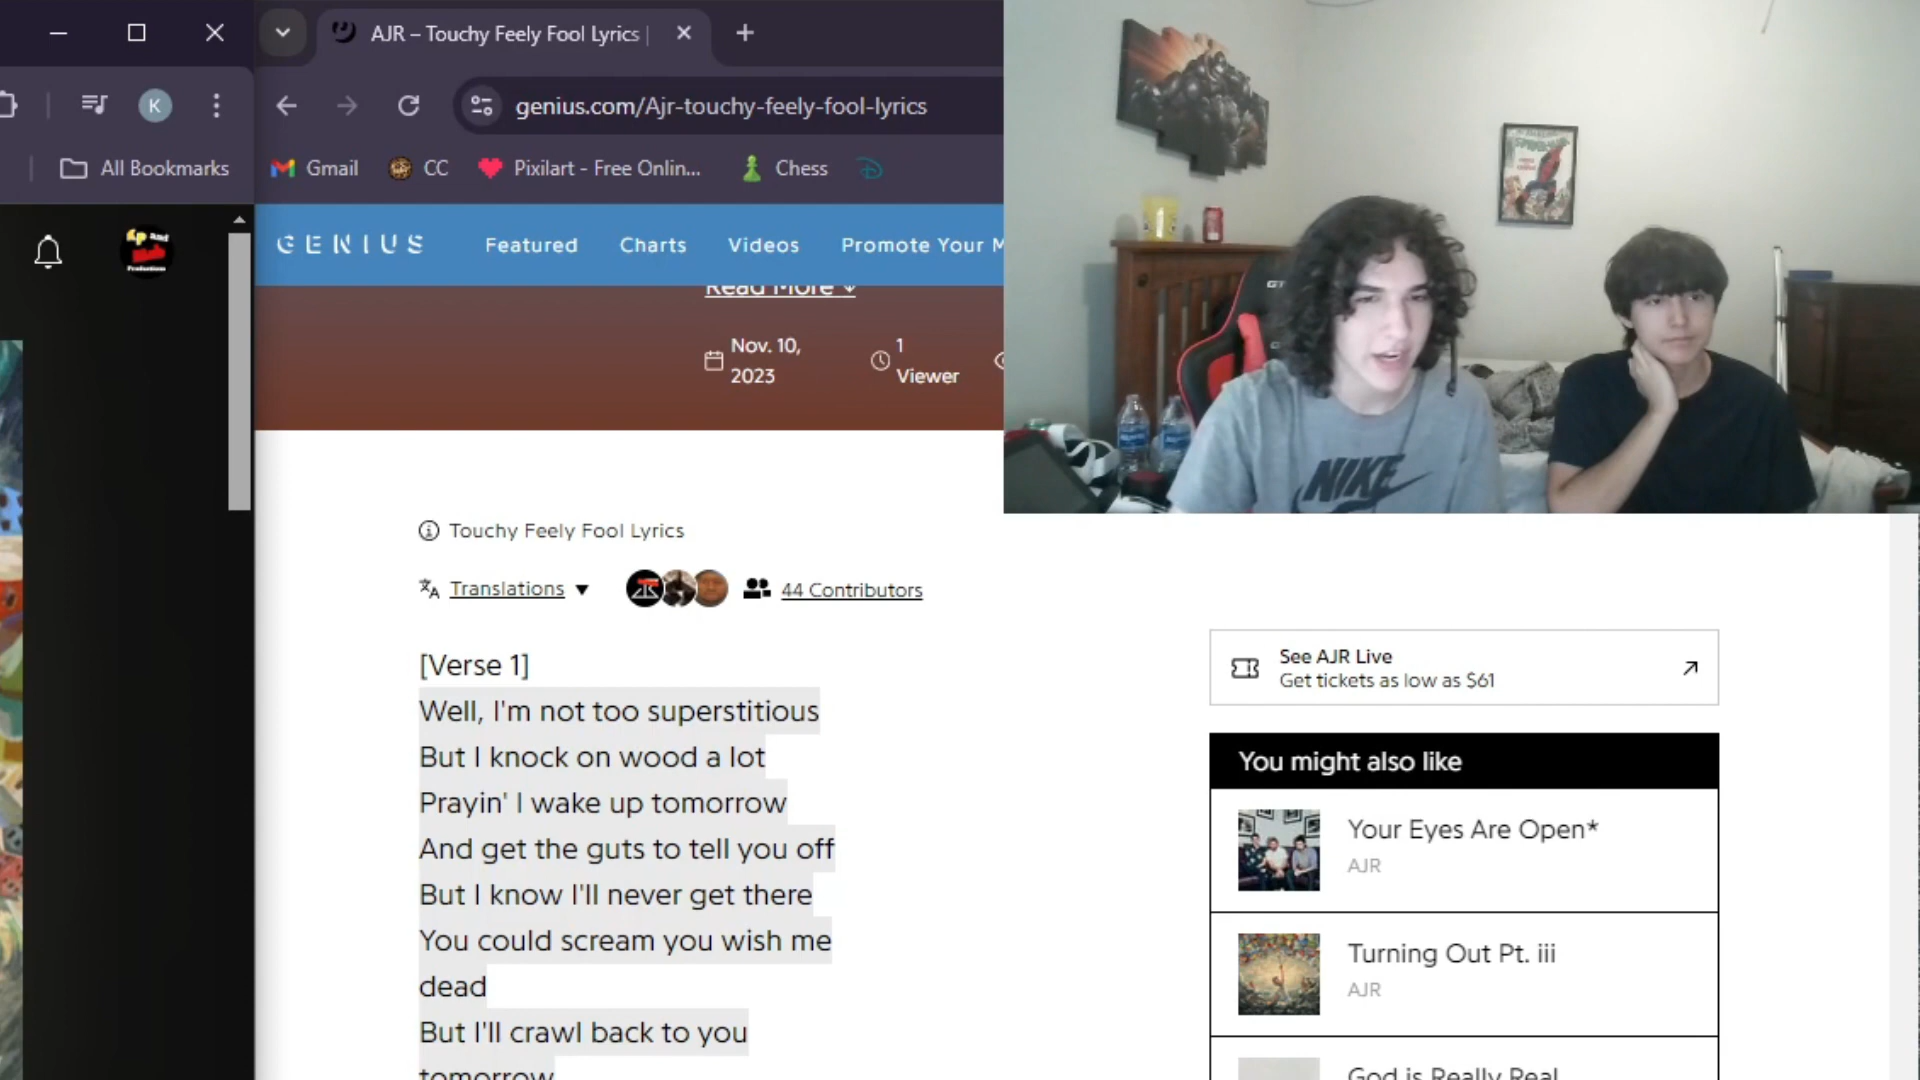 AJR – Touchy Feely Fool Lyrics |
K
genius.com/Ajr-touchy-feely-fool-lyrics
All Bookmarks
Gmail
CC
Pixilart - Free Onlin...
Chess
Kp and
Productions
GENIUS
Featured
Charts
Videos
Promote Your M
Read More
Nov. 10,
2023
1
Viewer
NIKE
Touchy Feely Fool Lyrics
Translations
44 Contributors
[Verse 1]
Well, I'm not too superstitious
But I knock on wood a lot
Prayin' I wake up tomorrow
And get the guts to tell you off
But I know I'll never get there
You could scream you wish me
dead
But I'll crawl back to you
tomorrow
See AJR Live
Get tickets as low as $61
You might also like
Your Eyes Are Open*
AJR
Turning Out Pt. iii
AJR
God is Really Real